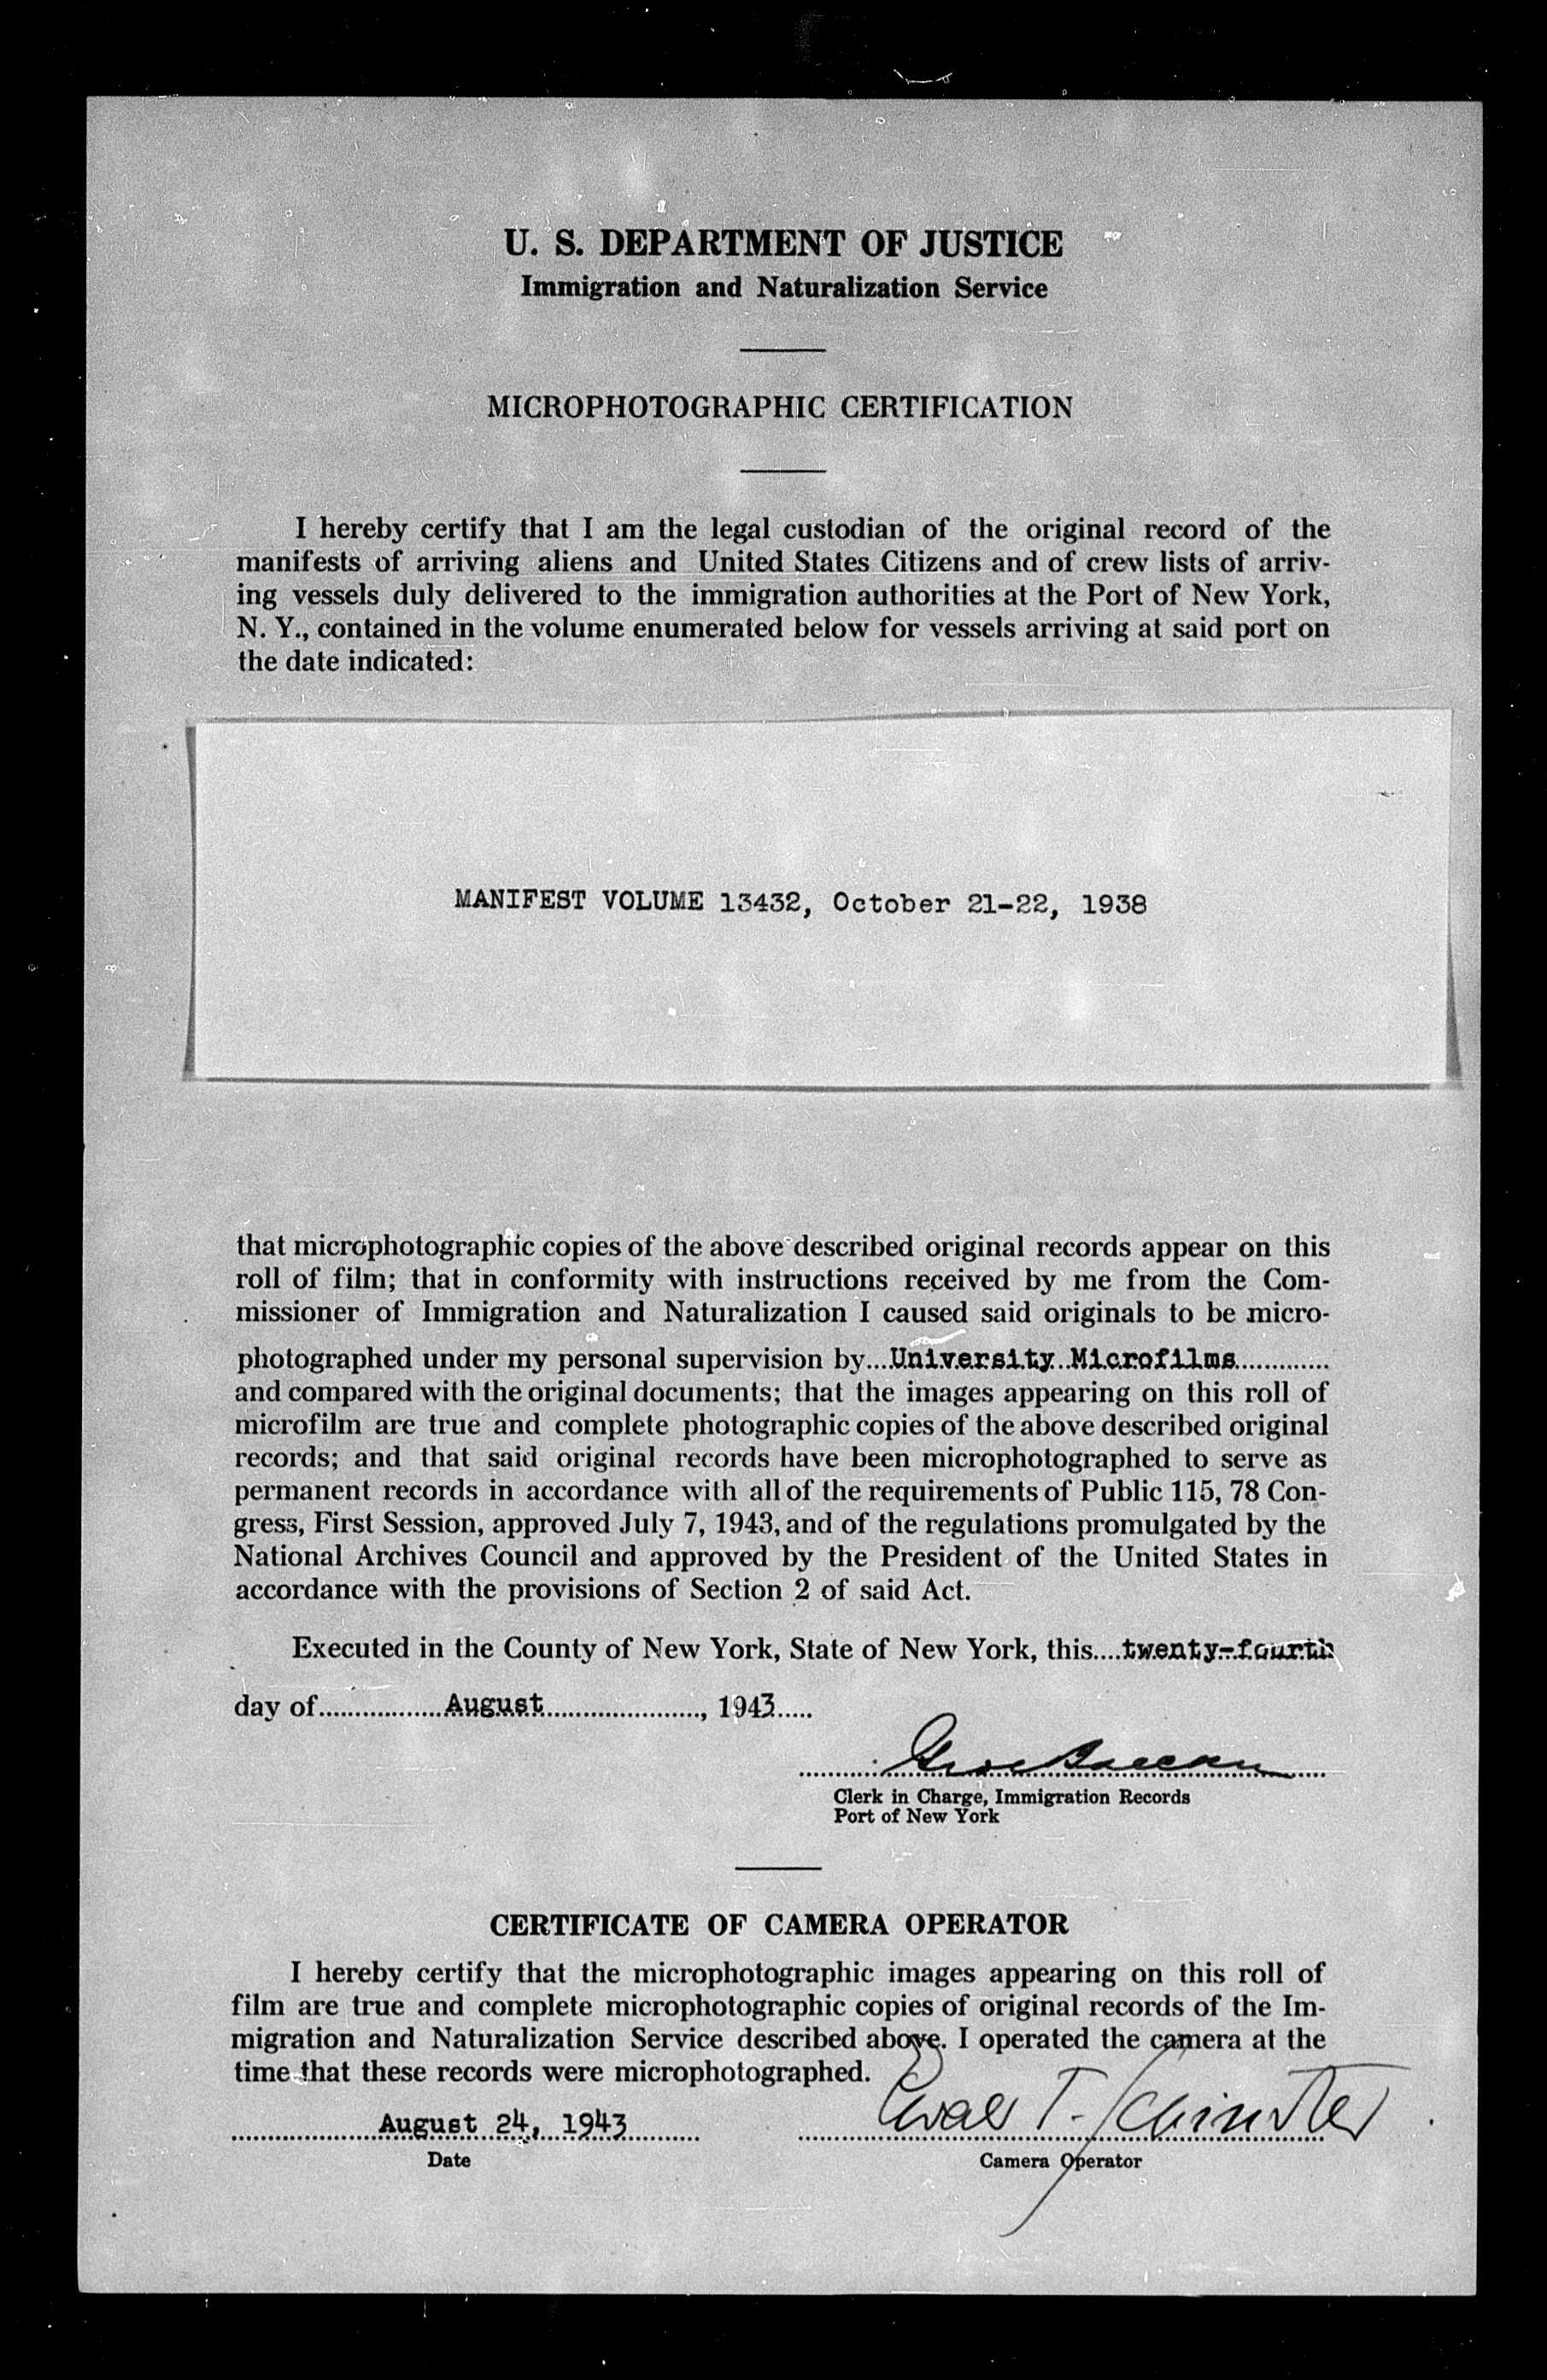 U. S. DEPARTMENT OF JUSTICE
Immigration and Naturalization Service
MICROPHOTOGRAPHIC CERTIFICATION
I hereby certify that I am the legal custodian of the original record of the
manifests of arriving aliens and United States Citizens and of crew lists of arriv-
ing vessels duly delivered to the immigration authorities at the Port of New York,
N. Y., contained in the volume enumerated below for vessels arriving at said port on
the date indicated:
MANIFEST VOLUME 13432, October 21-22, 1938
that microphotographic copies of the above described original records appear on this
roll of film; that in conformity with instructions received by me from the Com-
missioner of Immigration and Naturalization I caused said originals to be micro-
photographed under my personal supervision by...University Microfilms.............
and compared with the original documents; that the images appearing on this roll of
microfilm are true and complete photographic copies of the above described original
records; and that said original records have been microphotographed to serve as
permanent records in accordance with all of the requirements of Public 115, 78 Con-
gress, First Session, approved July 7, 1943, and of the regulations promulgated by the
National Archives Council and approved by the President of the United States in
accordance with the provisions of Section 2 of said Act.
Executed in the County of New York, State of New York, this....twenty-fourth
day of.................August......................, 1943.....
Clerk in Charge, Immigration Records
Port of New York
CERTIFICATE OF CAMERA OPERATOR
I hereby certify that the microphotographic images appearing on this roll of
film are true and complete microphotographic copies of original records of the Im-
migration and Naturalization Service described above. I operated the camera at the
time that these records were microphotographed.
August 24, 1943 T. Schindler
Date Camera Operator